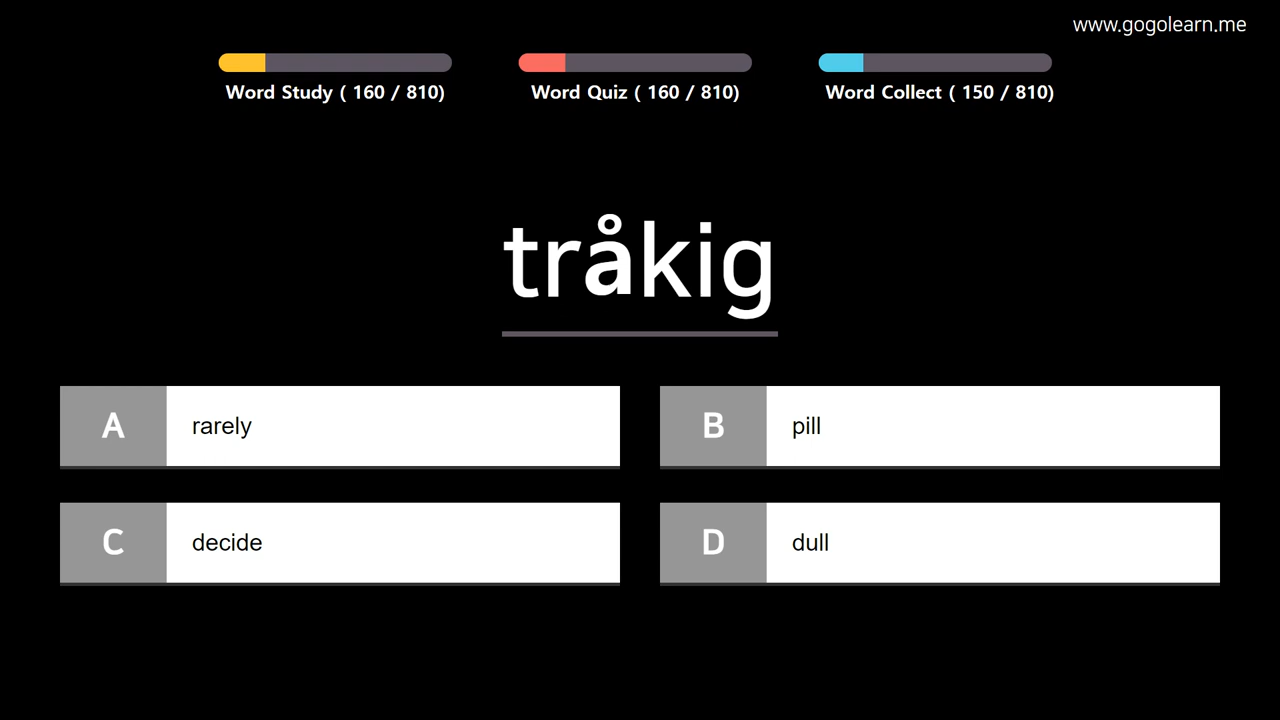 www.gogolearn.me
Word Study ( 160 / 810)
Word Quiz ( 160 / 810)
Word Collect ( 150 / 810)
tråkig
A
rarely
B
pill
C
decide
D
dull